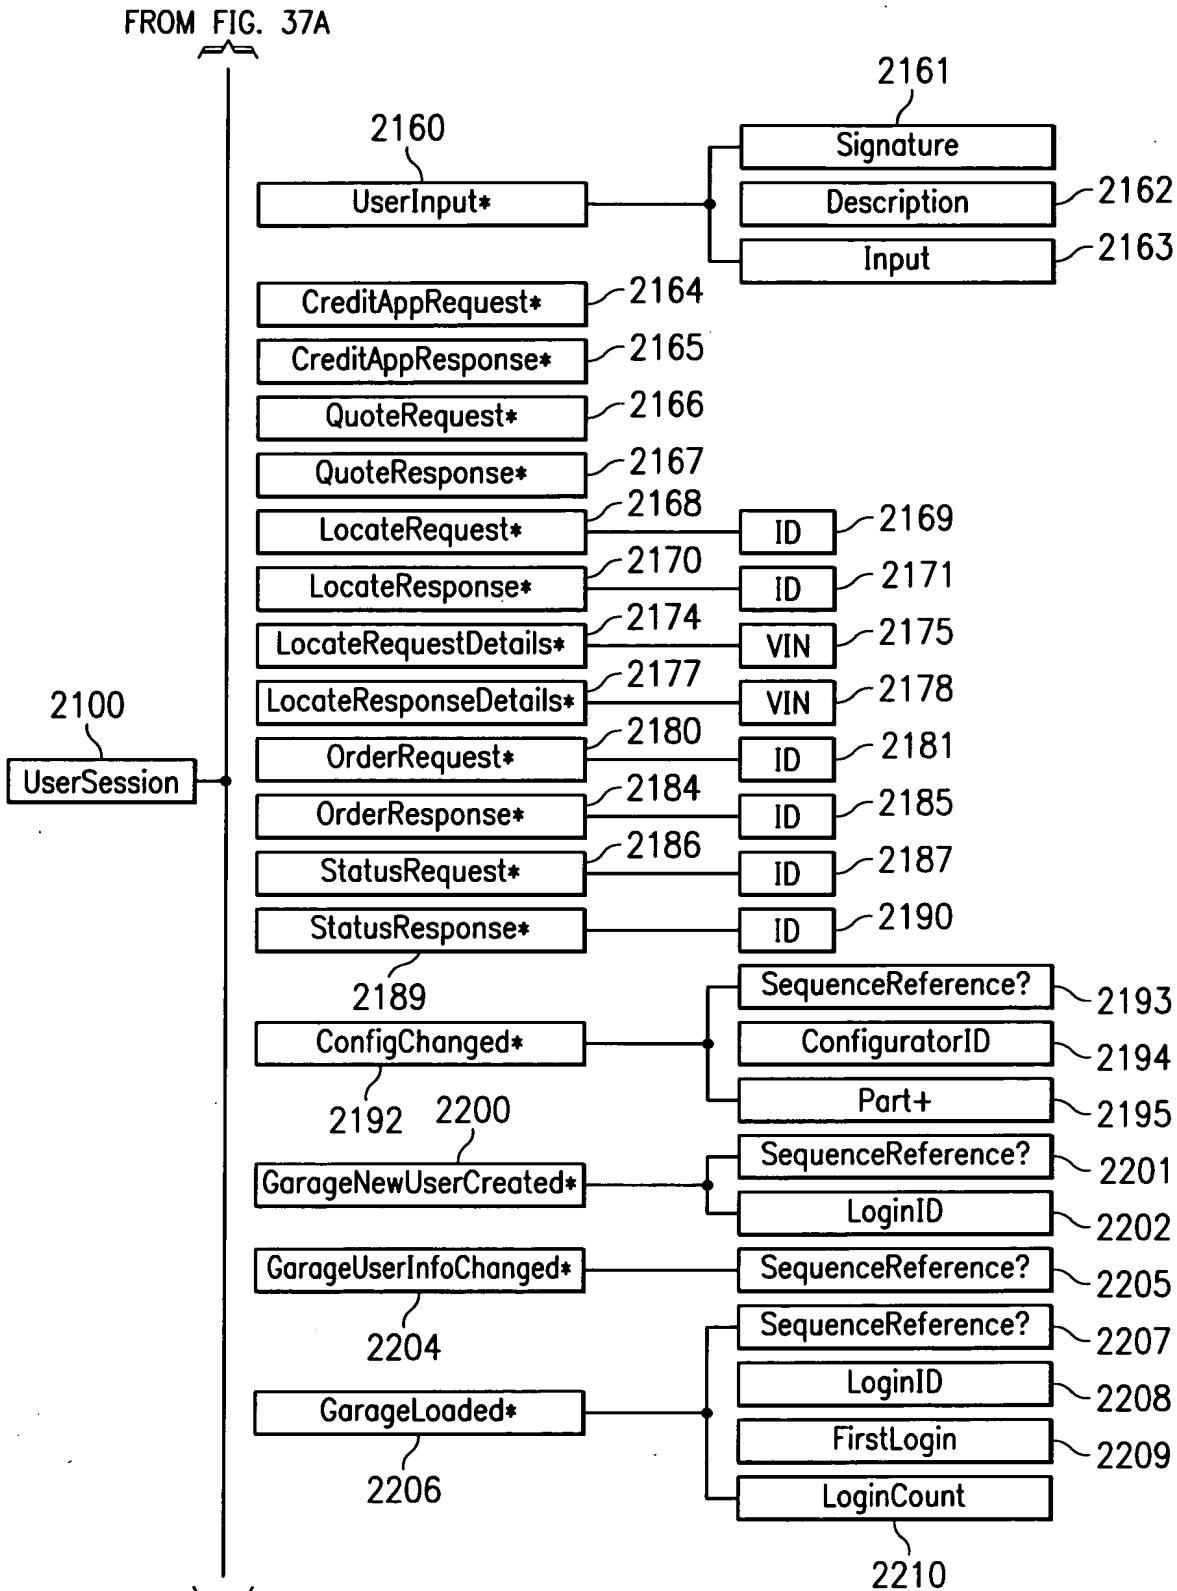 FROM FIG. 37A
2161
2160
Signature
UserInput*
Description
2162
Input
2163
CreditAppRequest*
2164
CreditAppResponse*
2165
QuoteRequest*
2166
QuoteResponse*
2167
LocateRequest*
2168
ID
2169
LocateResponse*
2170
ID
2171
LocateRequestDetails*
2174
VIN
2175
LocateResponseDetails*
2177
VIN
2178
2100
UserSession
OrderRequest*
2180
ID
2181
OrderResponse*
2184
ID
2185
StatusRequest*
2186
ID
2187
StatusResponse*
ID
2190
2189
SequenceReference?
2193
ConfigChanged*
ConfiguratorID
2194
2192
Part+
2195
2200
SequenceReference?
2201
GarageNewUserCreated*
LoginID
2202
GarageUserInfoChanged*
SequenceReference?
2205
2204
SequenceReference?
2207
LoginID
2208
GarageLoaded*
FirstLogin
2209
2206
LoginCount
2210